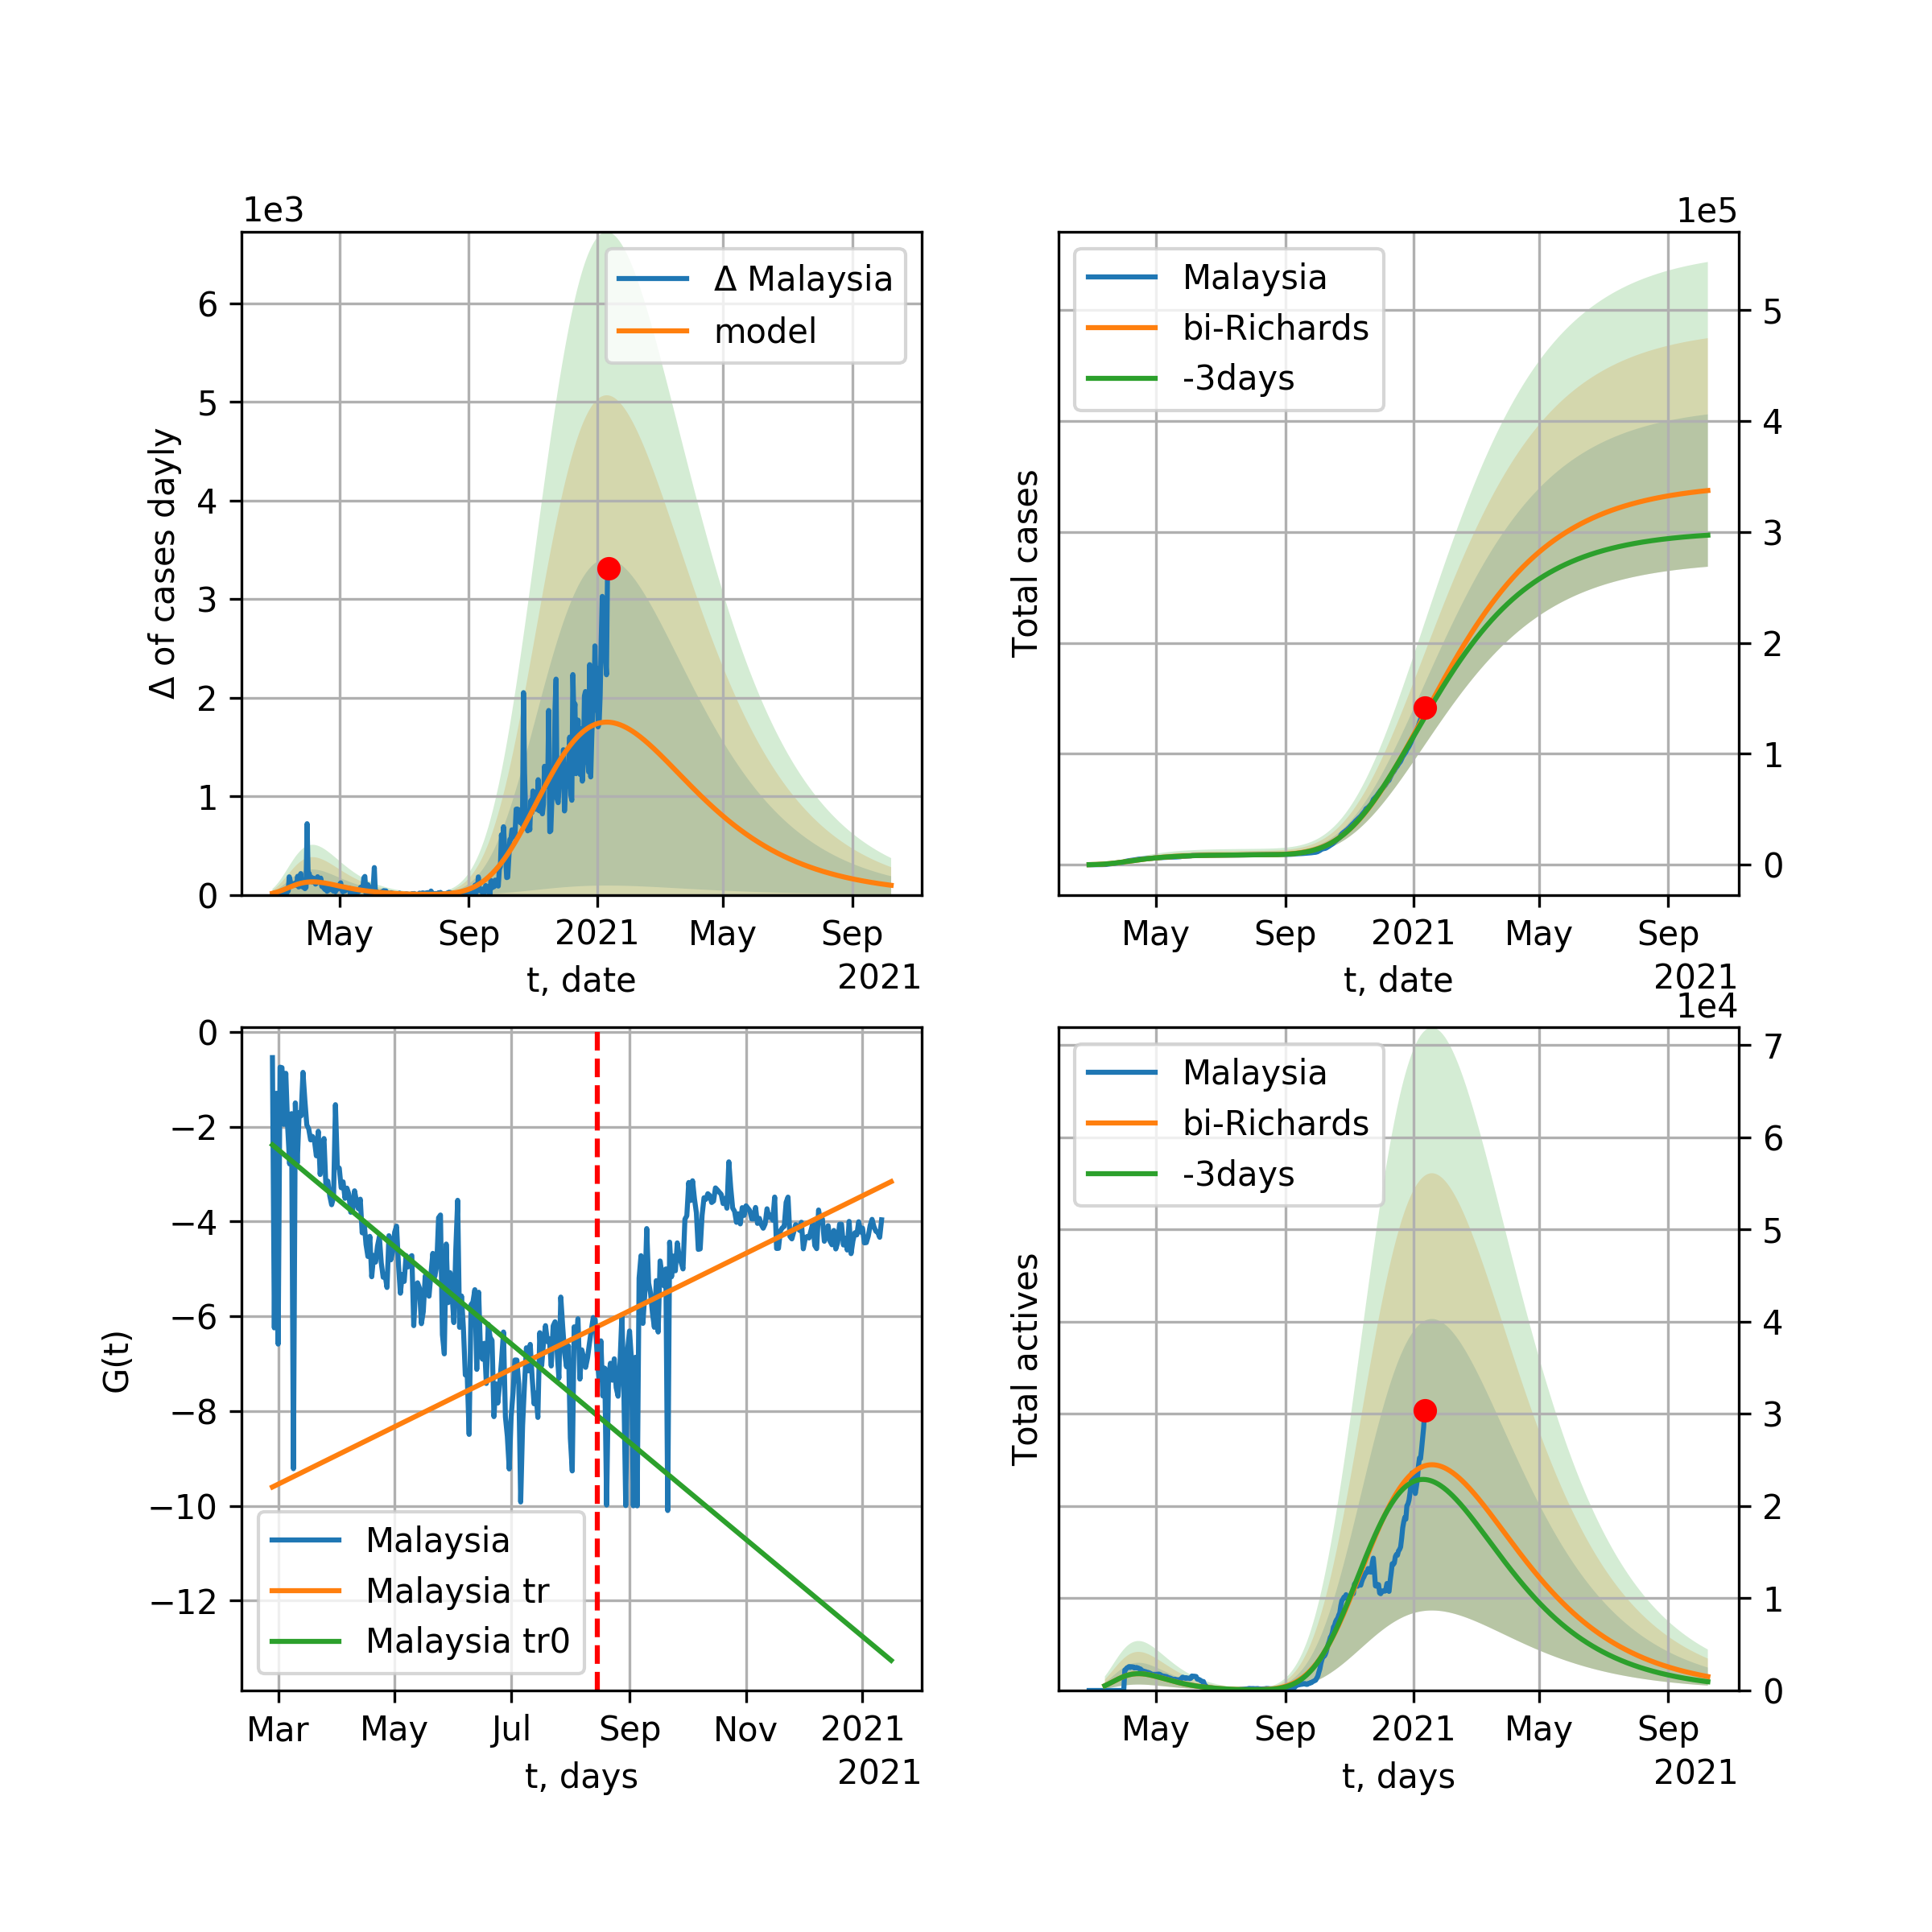 1e3
Δ Malaysia
model
6
5
4
3
2
1
0
Δ of cases dayly
May
Sep
2021
May
Sep
t, date
2021
1e5
Malaysia
bi-Richards
-3days
5
4
3
2
1
0
Total cases
May
Sep
2021
May
Sep
t, date
2021
0
−2
−4
−6
−8
−10
−12
G(t)
Malaysia
Malaysia tr
Malaysia tr0
Mar
May
Jul
Sep
Nov
2021
t, days
2021
1e4
Malaysia
bi-Richards
-3days
7
6
5
4
3
2
1
0
Total actives
May
Sep
2021
May
Sep
t, days
2021